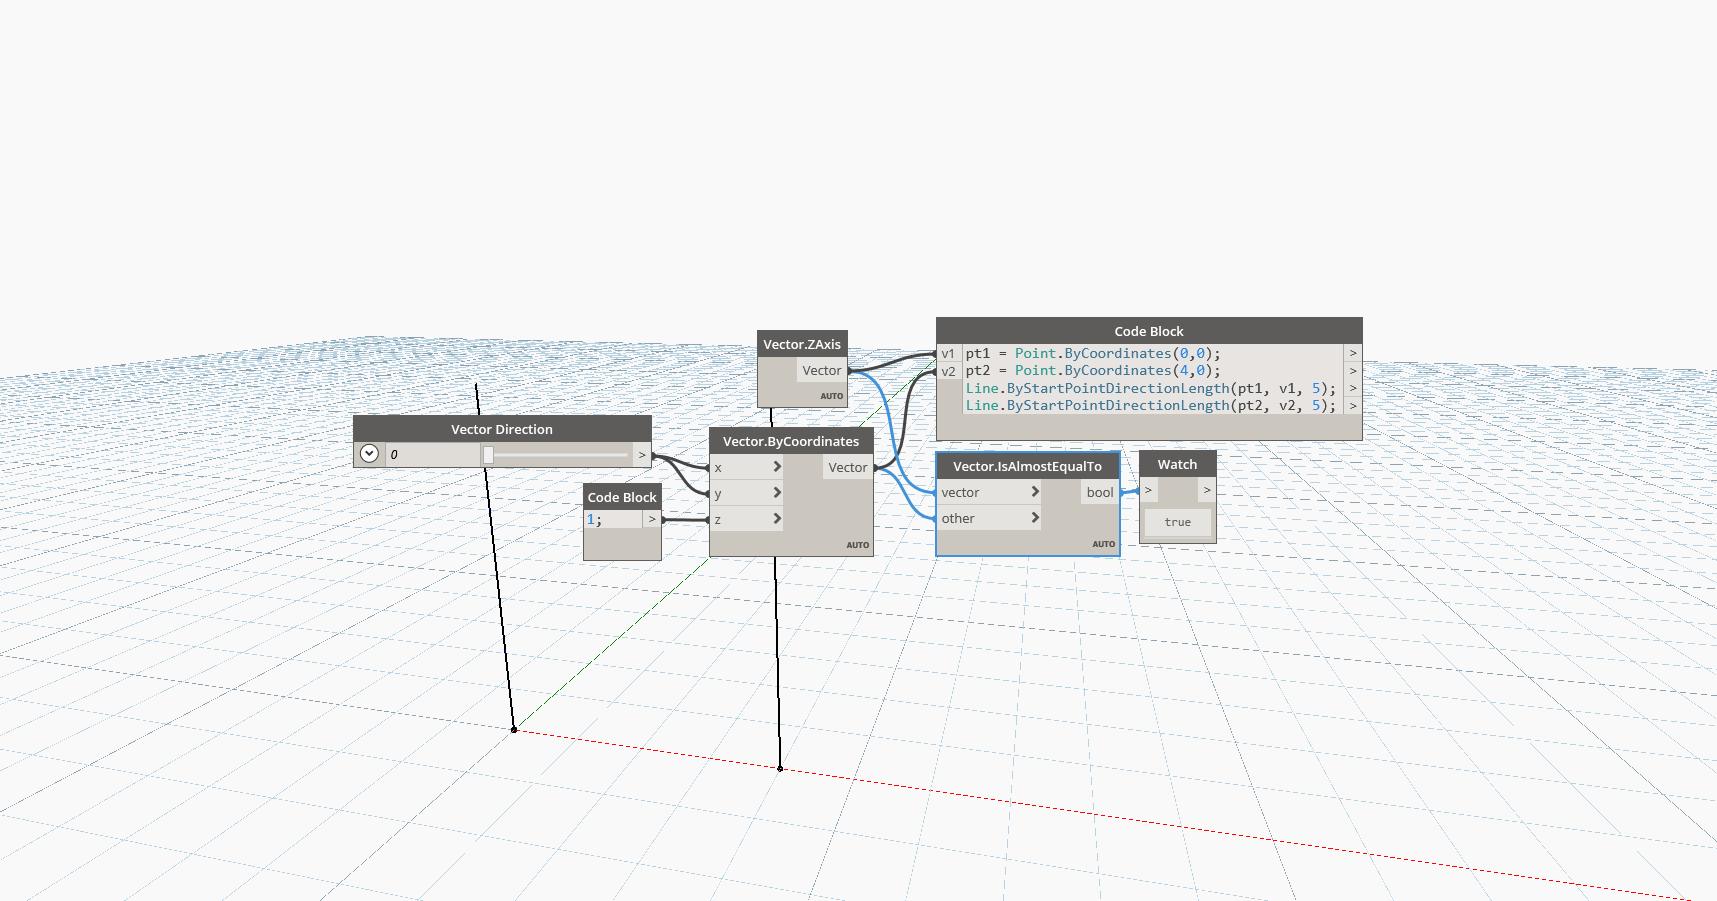 Vector.ZAxis
Vector
AUTO
Code Block
v1 pt1 = Point.ByCoordinates(0,0); >
v2 pt2 = Point.ByCoordinates(4,0); >
Line.ByStartPointDirectionLength(pt1, v1, 5); >
Line.ByStartPointDirectionLength(pt2, v2, 5); >
Vector Direction
0 >
Code Block
1; >
Vector.ByCoordinates
x > Vector
y >
z >
AUTO
Vector.IsAlmostEqualTo
vector > bool
other >
AUTO
Watch
> >
true